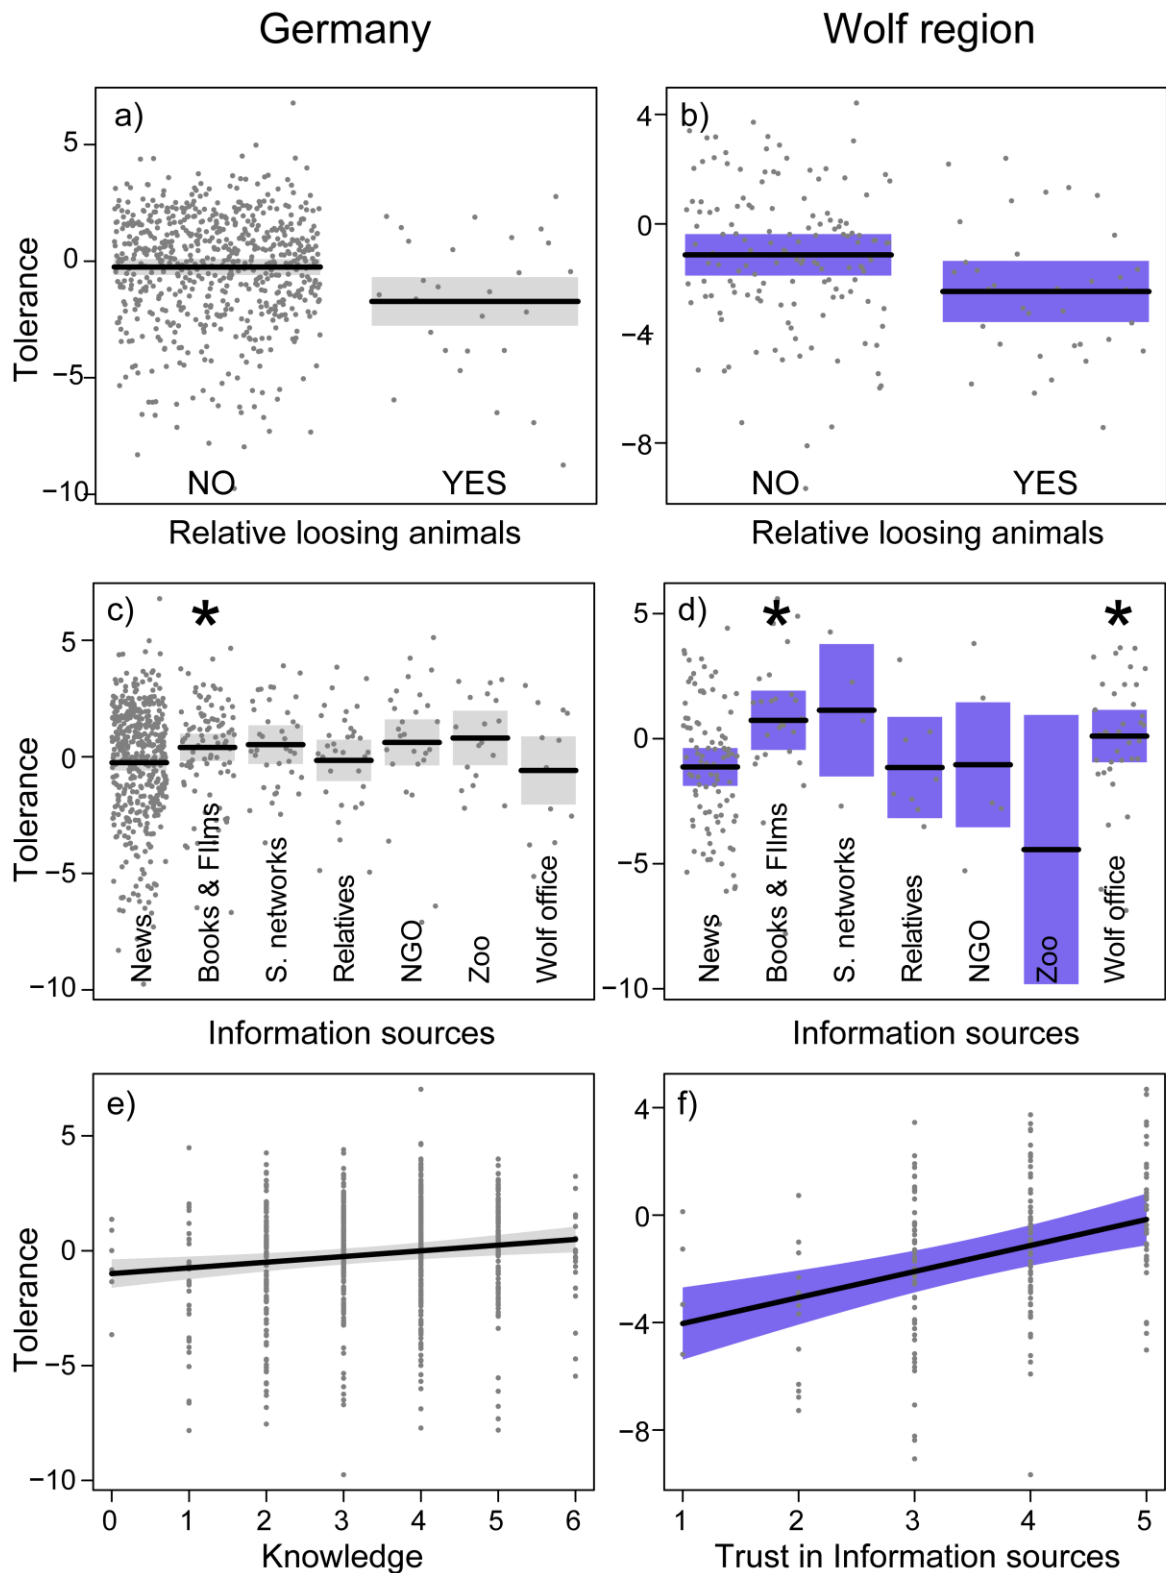 Germany Wolf region
a) b)
5 4
0 0
−5 −4
−10 −8
Tolerance
NO YES NO YES
Relative loosing animals Relative loosing animals
c) * d) * *
5 5
0 0
−5 −5
−10 −10
Tolerance
News
Books & FIlms
S. networks
Relatives
NGO
Zoo
Wolf office
News
Books & FIlms
S. networks
Relatives
NGO
Zoo
Wolf office
Information sources Information sources
e) f)
5 4
0 0
−5 −4
−10 −8
Tolerance
0 1 2 3 4 5 6 1 2 3 4 5
Knowledge Trust in Information sources